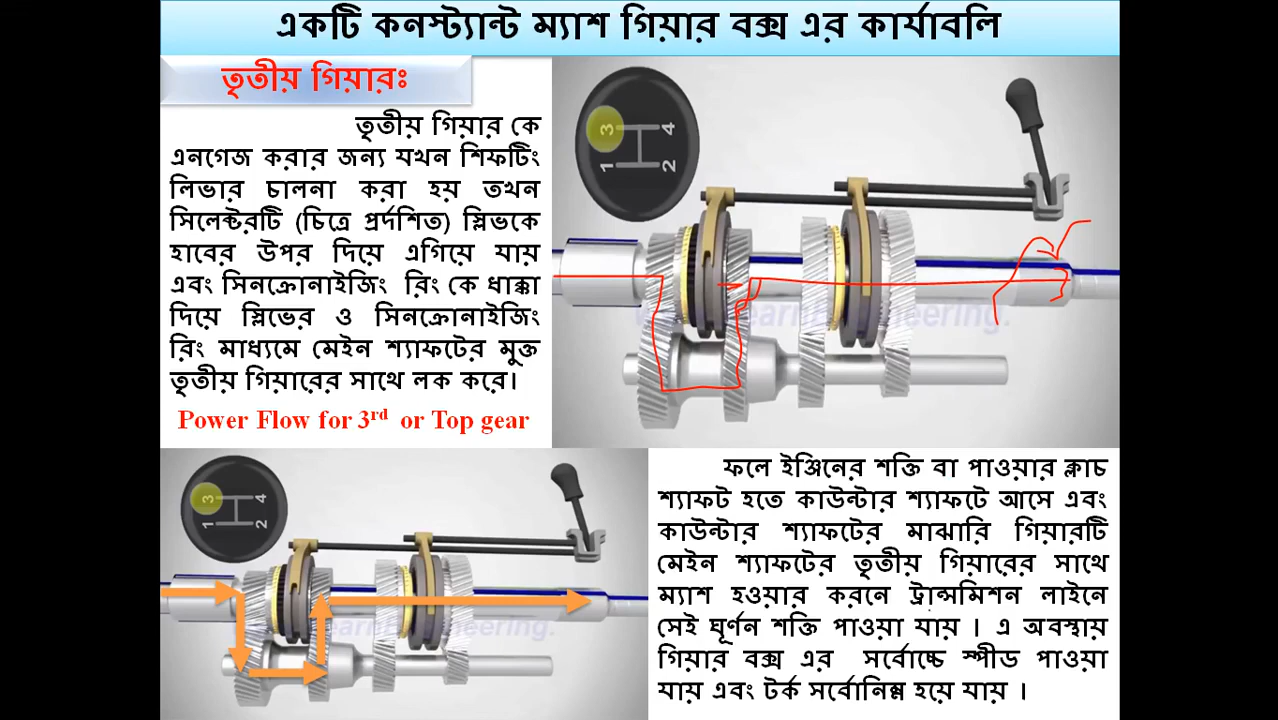 একটি কনস্ট্যান্ট ম্যাশ গিয়ার বক্স এর কার্যাবলি
তৃতীয় গিয়ারঃ
তৃতীয় গিয়ার কে
এনগেজ করার জন্য যখন শিফটিং
লিভার চালনা করা হয় তখন
সিলেক্টরটি (চিত্রে প্রর্দশিত) স্লিভকে
হাবের উপর দিয়ে এগিয়ে যায়
এবং সিনক্রোনাইজিং রিং কে ধাক্কা
দিয়ে স্লিভের ও সিনক্রোনাইজিং
রিং মাধ্যমে মেইন শ্যাফটের মুক্ত
তৃতীয় গিয়ারের সাথে লক করে।
Power Flow for 3rd or Top gear
3 4
1 2
LearnEngineering.
3 4
1 2
LearnEngineering.
ফলে ইঞ্জিনের শক্তি বা পাওয়ার ক্লাচ
শ্যাফট হতে কাউন্টার শ্যাফটে আসে এবং
কাউন্টার শ্যাফটের মাঝারি গিয়ারটি
মেইন শ্যাফটের তৃতীয় গিয়ারের সাথে
ম্যাশ হওয়ার করনে ট্রান্সমিশন লাইনে
সেই ঘূর্ণন শক্তি পাওয়া যায় । এ অবস্থায়
গিয়ার বক্স এর সর্বোচ্চে স্পীড পাওয়া
যায় এবং টর্ক সর্বোনিম্ন হয়ে যায় ।